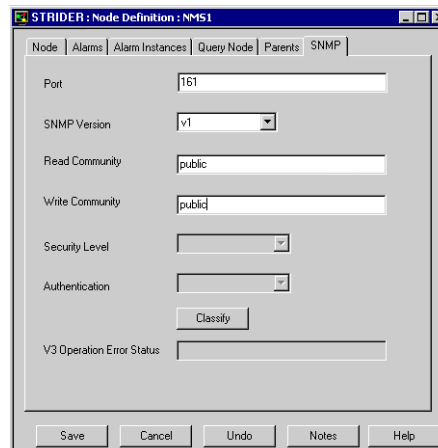 STRIDER : Node Definition : NMS1
Node Alarms Alarm Instances Query Node Parents SNMP
Port 161
SNMP Version v1
Read Community public
Write Community public
Security Level
Authentication
Classify
V3 Operation Error Status
Save Cancel Undo Notes Help